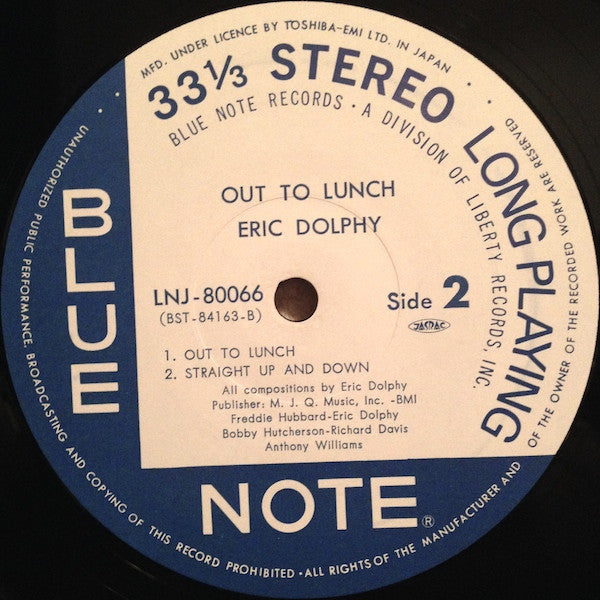 MFD. UNDER LICENCE BY TOSHIBA-EMI LTD. IN JAPAN
33⅓ STEREO LONG PLAYING
BLUE NOTE RECORDS · A DIVISION OF LIBERTY RECORDS, INC.
OUT TO LUNCH
ERIC DOLPHY
LNJ-80066
(BST-84163-B)
Side 2
JASRAC
1. OUT TO LUNCH
2. STRAIGHT UP AND DOWN
All compositions by Eric Dolphy
Publisher: M. J. Q. Music, Inc. -BMI
Freddie Hubbard-Eric Dolphy
Bobby Hutcherson-Richard Davis
Anthony Williams
BLUE
NOTE®
UNAUTHORIZED PUBLIC PERFORMANCE, BROADCASTING AND COPYING OF THIS RECORD PROHIBITED · ALL RIGHTS OF THE MANUFACTURER AND OF THE OWNER OF THE RECORDED WORK ARE RESERVED